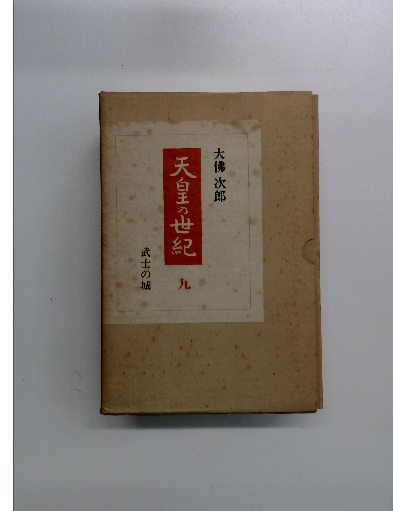 大佛次郎
天皇の世紀
九
武士の城